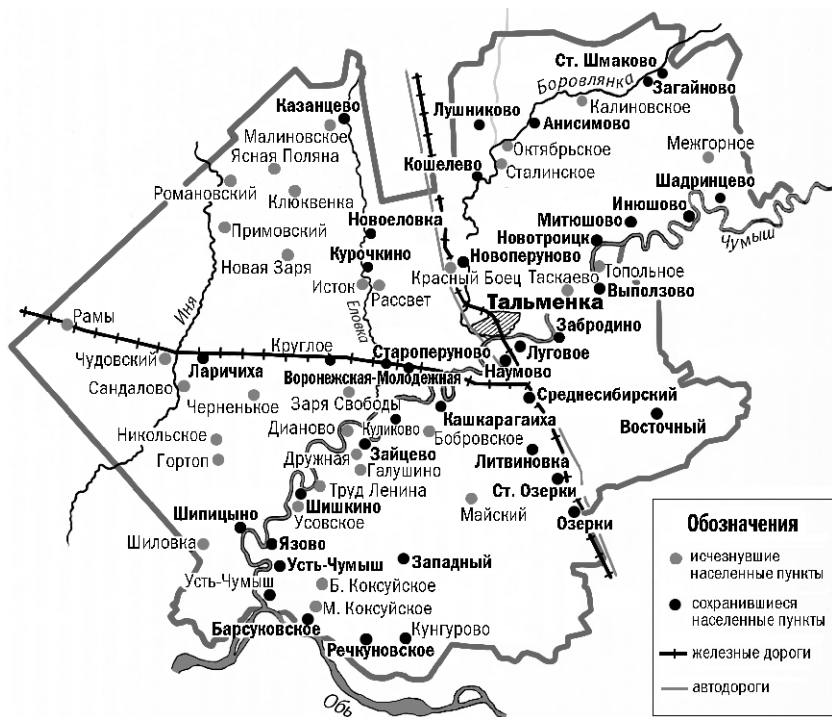 Ст. Шмаково
Боровлянка
Загайново
Калиновское
Казанцево
Лушниково
Анисимово
Малиновское
Октябрьское
Межгорное
Ясная Поляна
Кошелево
Сталинское
Романовский
Клюквенка
Шадринцево
Инюшово
Новоеловка
Митюшово
Примовский
Новотроицк
Чумыш
Курочкино
Новоперуново
Новая Заря
Красный Боец
Таскаево
Топольное
Исток
Рассвет
Выползово
Тальменка
Иня
Еловка
Рамы
Забродино
Круглое
Староперуново
Луговое
Чудовский
Ларичиха
Воронежская-Молодежная
Наумово
Сандалово
Черненькое
Заря Свободы
Среднесибирский
Кашкарагаиха
Восточный
Дианово
Куликово
Никольское
Бобровское
Зайцево
Дружная
Литвиновка
Гортоп
Галушино
Труд Ленина
Ст. Озерки
Шишкино
Майский
Шипицыно
Усовское
Озерки
Шиловка
Язово
Усть-Чумыш
Западный
Усть-Чумыш
Б. Коксуйское
М. Коксуйское
Барсуковское
Кунгурово
Речкуновское
Обь
Обозначения
исчезнувшие
населенные пункты
сохранившиеся
населенные пункты
железные дороги
автодороги